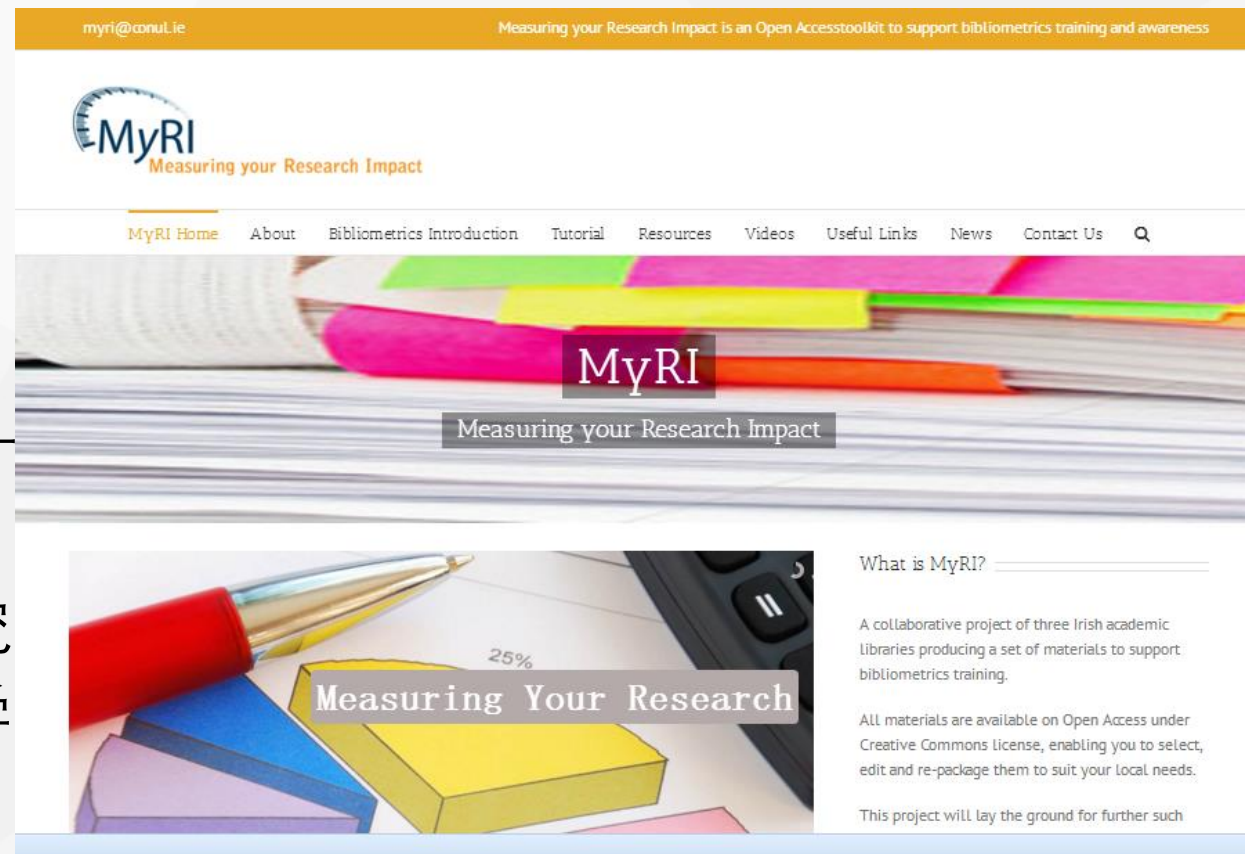 myri@conul.ie
Measuring your Research Impact is an Open Accesstoolkit to support bibliometrics training and awareness
MyRI
Measuring your Research Impact
MyRI Home About Bibliometrics Introduction Tutorial Resources Videos Useful Links News Contact Us
MyRI
Measuring your Research Impact
25%
Measuring Your Research
What is MyRI?
A collaborative project of three Irish academic
libraries producing a set of materials to support
bibliometrics training.
All materials are available on Open Access under
Creative Commons license, enabling you to select,
edit and re-package them to suit your local needs.
This project will lay the ground for further such